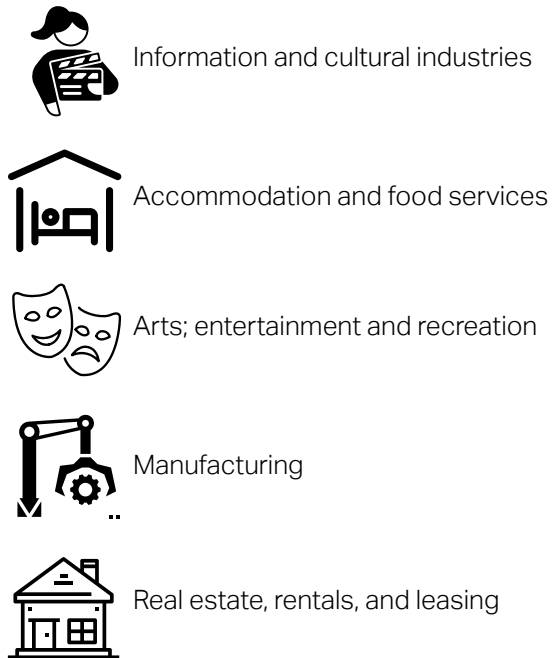 Information and cultural industries
Accommodation and food services
Arts; entertainment and recreation
Manufacturing
Real estate, rentals, and leasing